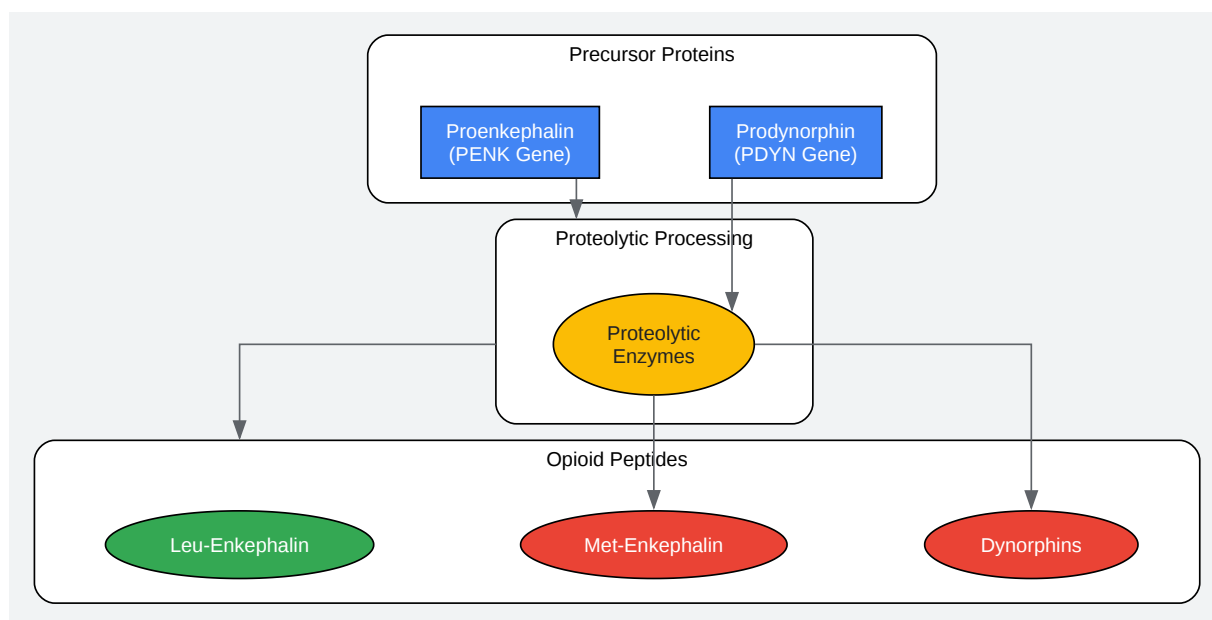 Precursor Proteins
Proenkephalin
(PENK Gene)
Prodynorphin
(PDYN Gene)
Proteolytic Processing
Proteolytic
Enzymes
Opioid Peptides
Leu-Enkephalin
Met-Enkephalin
Dynorphins